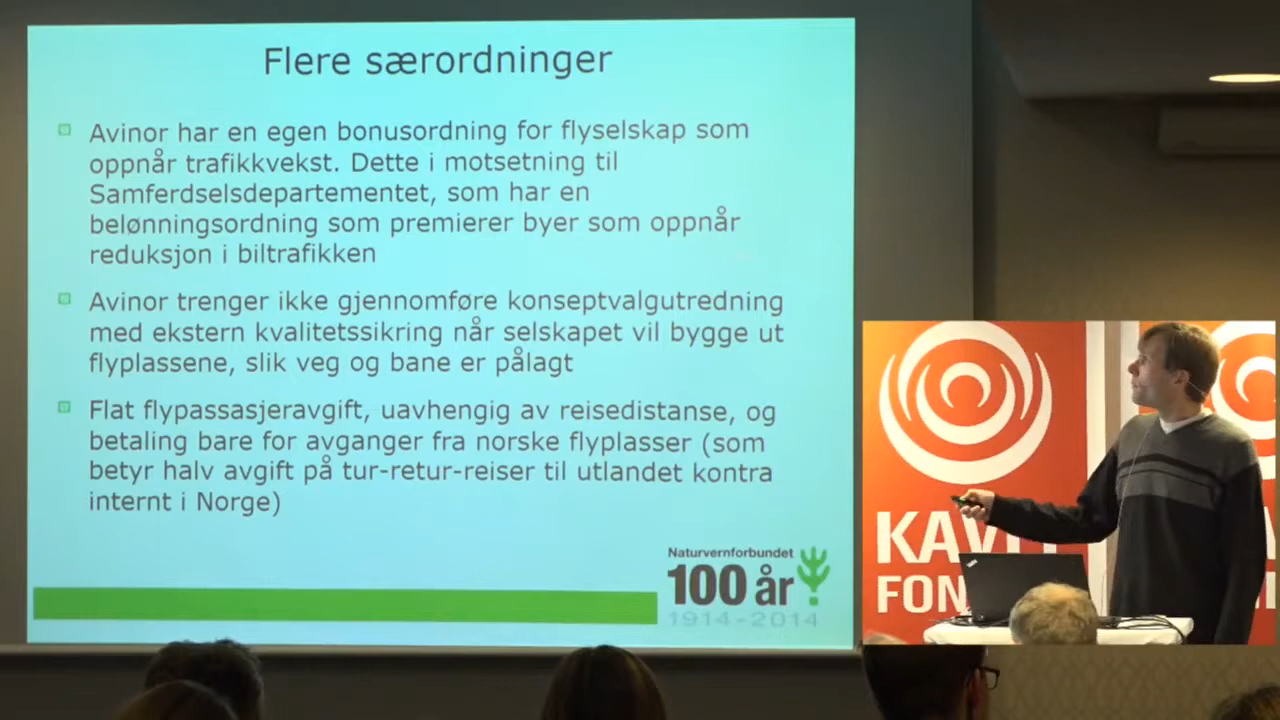 Flere særordninger
Avinor har en egen bonusordning for flyselskap som
oppnår trafikkvekst. Dette i motsetning til
Samferdselsdepartementet, som har en
belønningsordning som premierer byer som oppnår
reduksjon i biltrafikken
Avinor trenger ikke gjennomføre konseptvalgutredning
med ekstern kvalitetssikring når selskapet vil bygge ut
flyplassene, slik veg og bane er pålagt
Flat flypassasjeravgift, uavhengig av reisedistanse, og
betaling bare for avganger fra norske flyplasser (som
betyr halv avgift på tur-retur-reiser til utlandet kontra
internt i Norge)
Naturvernforbundet
100 år
1914-2014